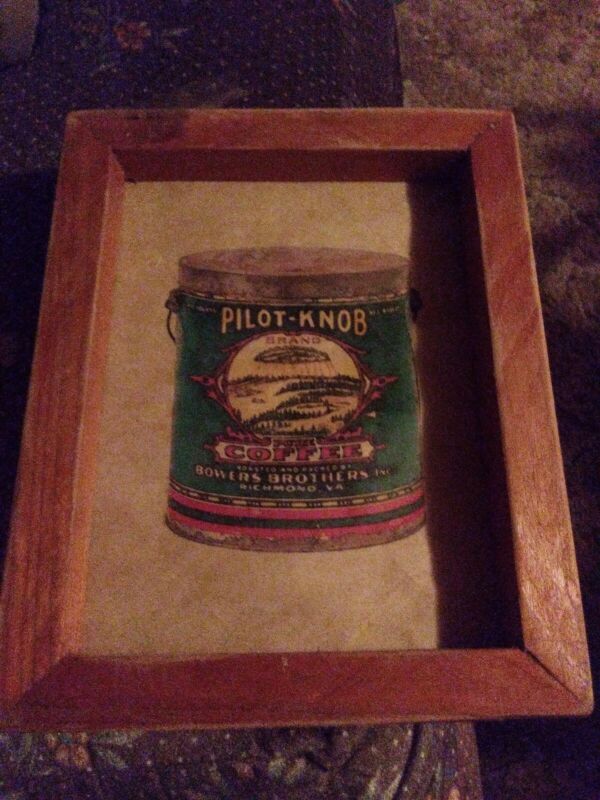 PILOT-KNOB
BRAND
COFFEE
ROASTED AND PACKED BY
BOWERS BROTHERS INC.
RICHMOND, VA.